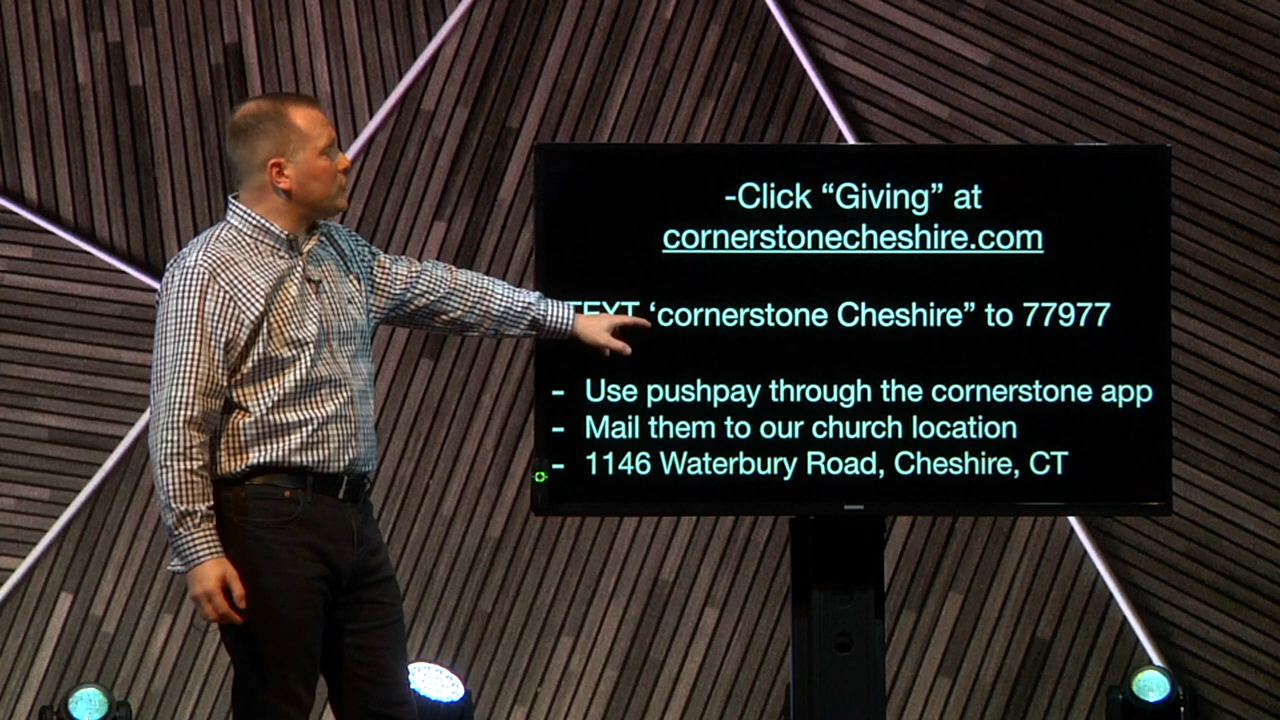 -Click “Giving” at
cornerstonecheshire.com
TEXT ‘cornerstone Cheshire” to 77977
- Use pushpay through the cornerstone app
- Mail them to our church location
- 1146 Waterbury Road, Cheshire, CT